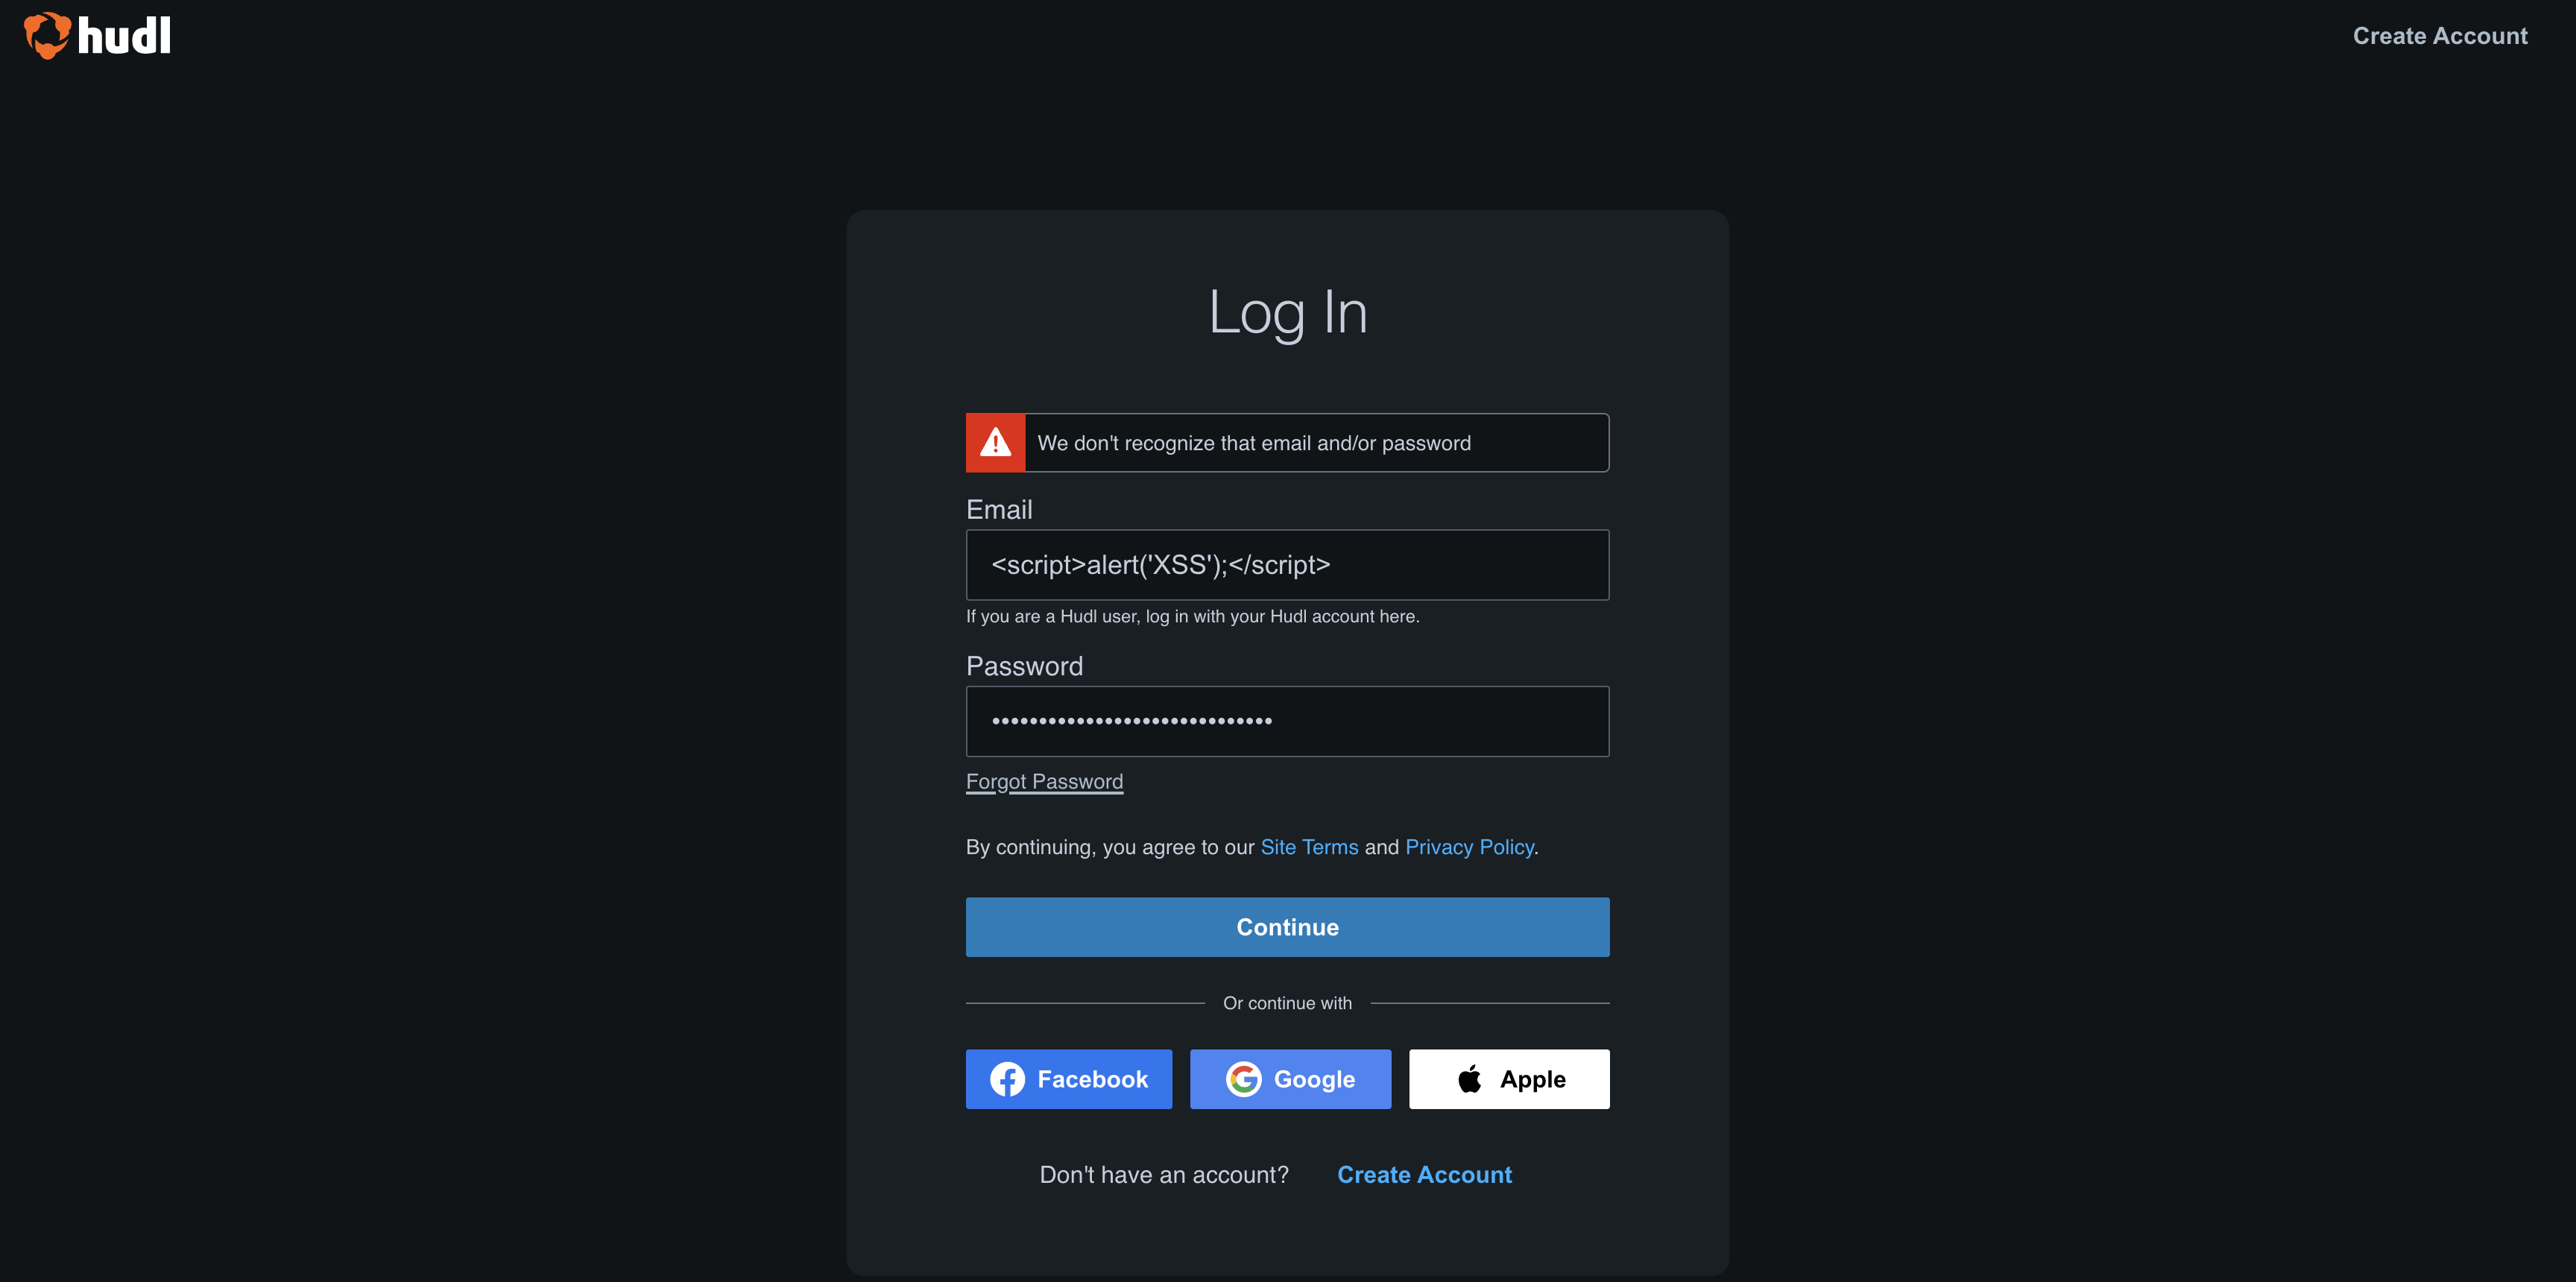 hudl
Create Account
Log In
We don't recognize that email and/or password
Email
<script>alert('XSS');</script>
If you are a Hudl user, log in with your Hudl account here.
Password
••••••••••••••••••••••••••••••
Forgot Password
By continuing, you agree to our Site Terms and Privacy Policy.
Continue
Or continue with
Facebook
Google
Apple
Don't have an account? Create Account